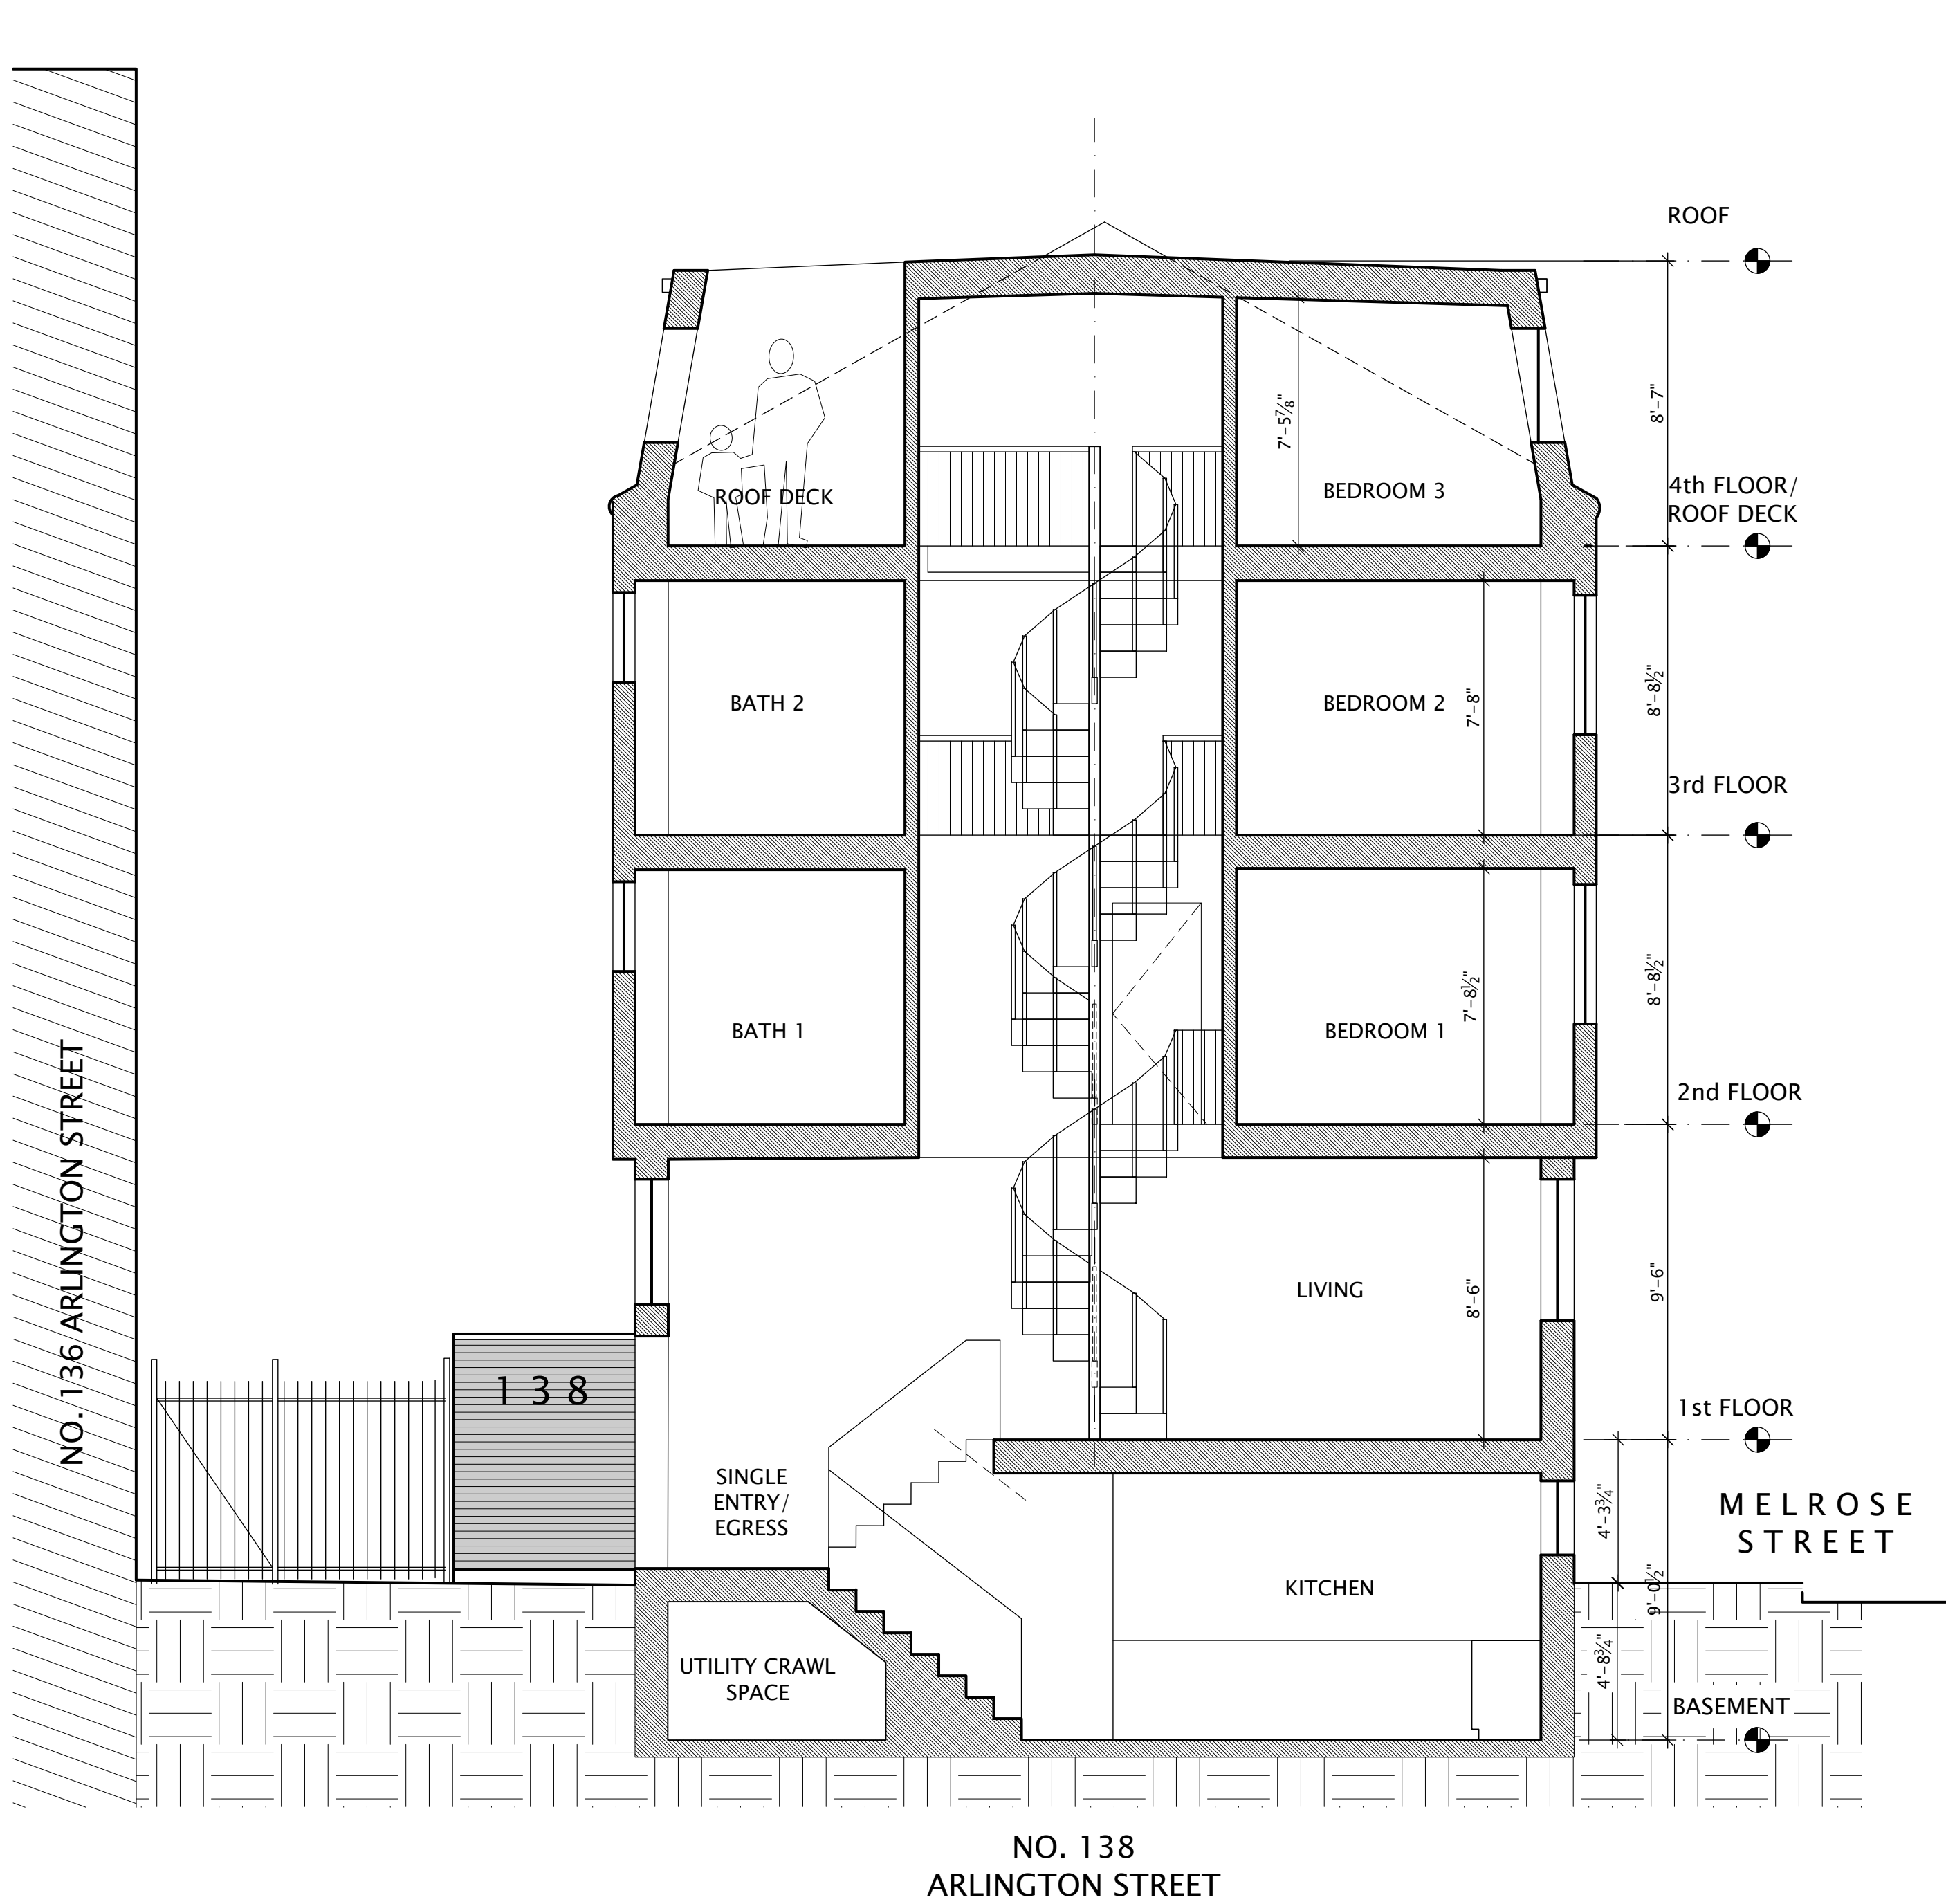 ROOF
8'-7"
7'-5⅞"
4th FLOOR/
ROOF DECK
ROOF DECK
BEDROOM 3
BATH 2
BEDROOM 2
7'-8"
8'-8½"
3rd FLOOR
BATH 1
BEDROOM 1
7'-8½"
8'-8½"
2nd FLOOR
NO. 136 ARLINGTON STREET
LIVING
8'-6"
9'-6"
138
1st FLOOR
SINGLE
ENTRY/
EGRESS
4'-3¾"
MELROSE
STREET
KITCHEN
9'-0½"
UTILITY CRAWL
SPACE
4'-8¾"
BASEMENT
NO. 138
ARLINGTON STREET